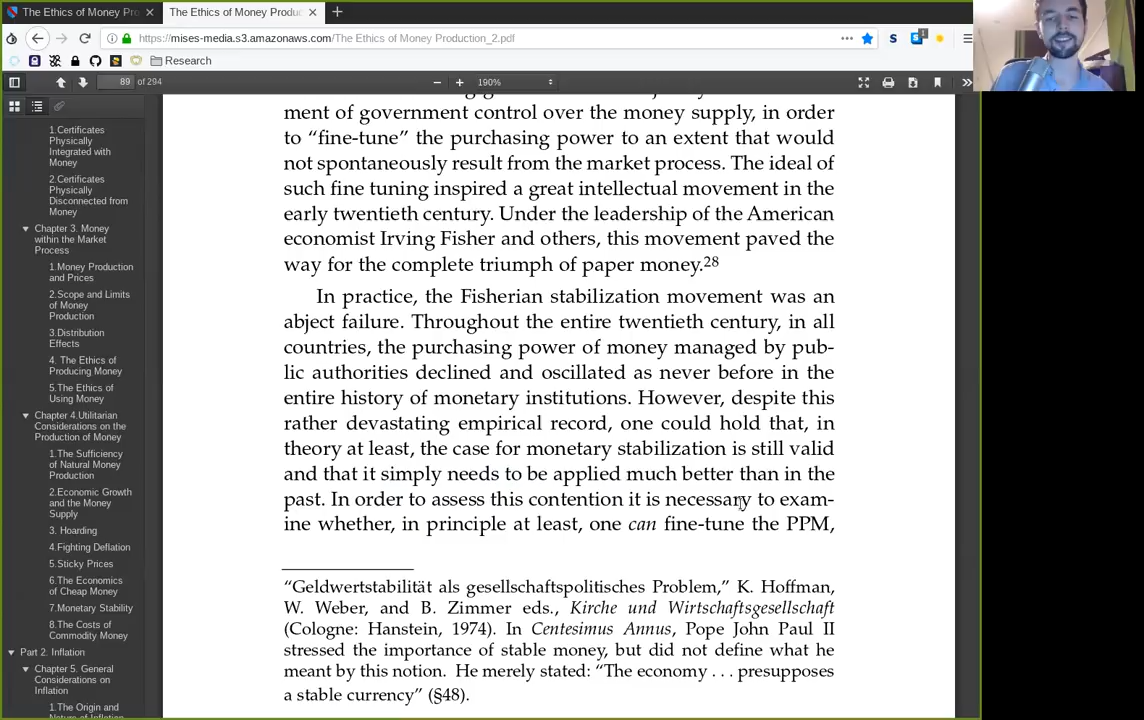 The Ethics of Money Produc
The Ethics of Money Produc
https://mises-media.s3.amazonaws.com/The Ethics of Money Production_2.pdf
S
1
Research
89 of 294
190%
1.Certificates
Physically
Integrated with
Money
2.Certificates
Physically
Disconnected from
Money
Chapter 3. Money
within the Market
Process
1.Money Production
and Prices
2.Scope and Limits
of Money
Production
3.Distribution
Effects
4. The Ethics of
Producing Money
5.The Ethics of
Using Money
Chapter 4.Utilitarian
Considerations on the
Production of Money
1.The Sufficiency
of Natural Money
Production
2.Economic Growth
and the Money
Supply
3. Hoarding
4.Fighting Deflation
5.Sticky Prices
6.The Economics
of Cheap Money
7.Monetary Stability
8.The Costs of
Commodity Money
Part 2. Inflation
Chapter 5. General
Considerations on
Inflation
1.The Origin and
Nature of Inflation
ment of government control over the money supply, in order
to “fine-tune” the purchasing power to an extent that would
not spontaneously result from the market process. The ideal of
such fine tuning inspired a great intellectual movement in the
early twentieth century. Under the leadership of the American
economist Irving Fisher and others, this movement paved the
way for the complete triumph of paper money.28
In practice, the Fisherian stabilization movement was an
abject failure. Throughout the entire twentieth century, in all
countries, the purchasing power of money managed by pub-
lic authorities declined and oscillated as never before in the
entire history of monetary institutions. However, despite this
rather devastating empirical record, one could hold that, in
theory at least, the case for monetary stabilization is still valid
and that it simply needs to be applied much better than in the
past. In order to assess this contention it is necessary to exam-
ine whether, in principle at least, one can fine-tune the PPM,
“Geldwertstabilität als gesellschaftspolitisches Problem,” K. Hoffman,
W. Weber, and B. Zimmer eds., Kirche und Wirtschaftsgesellschaft
(Cologne: Hanstein, 1974). In Centesimus Annus, Pope John Paul II
stressed the importance of stable money, but did not define what he
meant by this notion. He merely stated: “The economy . . . presupposes
a stable currency” (§48).